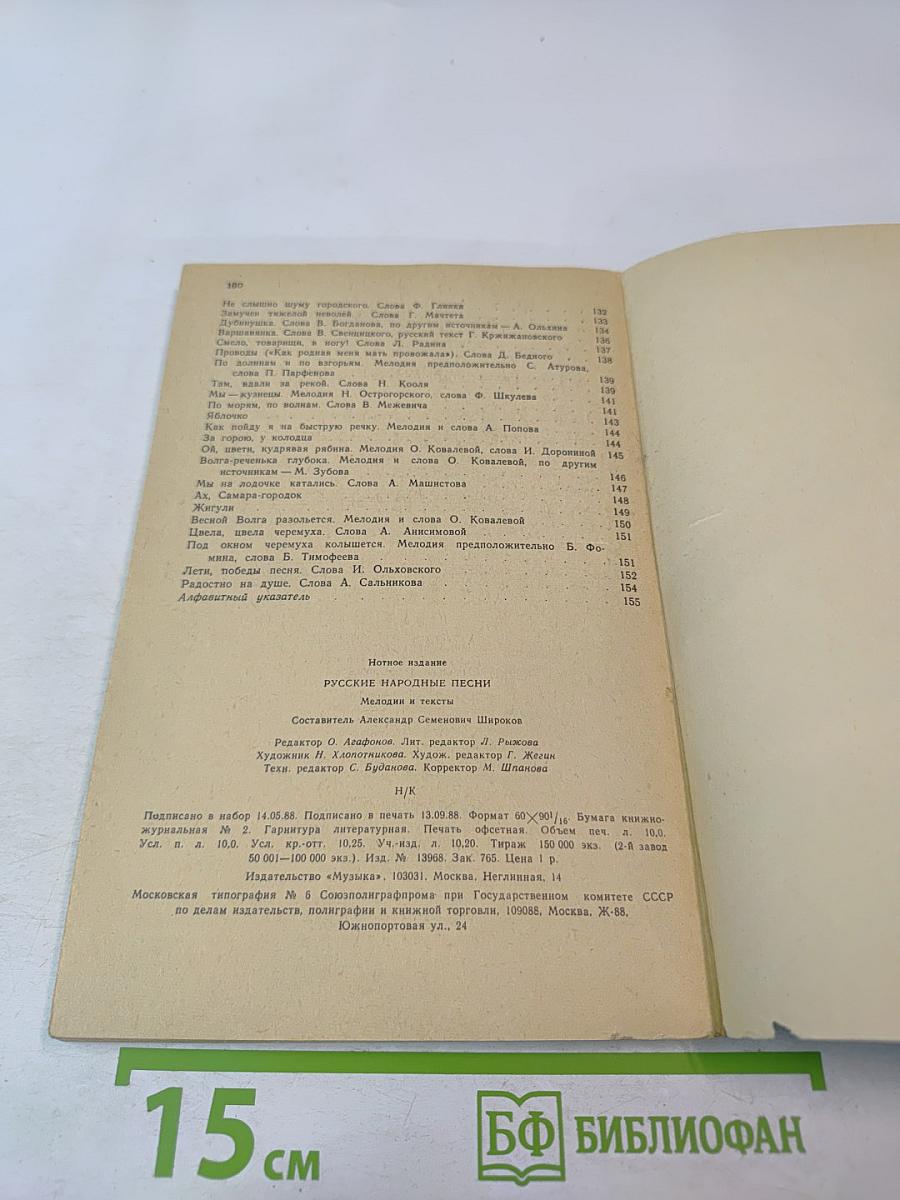 160
Не слышно шуму городского. Слова Ф. Глинки . . . 132
Замучен тяжелой неволей. Слова Г. Мачтета . . . 133
Дубинушка. Слова В. Богданова, по другим источникам — А. Ольхина 134
Варшавянка. Слова В. Свенцицкого, русский текст Г. Кржижановского 136
Смело, товарищи, в ногу! Слова Л. Радина . . . 137
Проводы («Как родная меня мать провожала»). Слова Д. Бедного . . 138
По долинам и по взгорьям. Мелодия предположительно С. Атурова,
слова П. Парфенова . . . 139
Там, вдали за рекой. Слова Н. Кооля . . . 139
Мы — кузнецы. Мелодия Н. Острогорского, слова Ф. Шкулева . . . 141
По морям, по волнам. Слова В. Межевича . . . 141
Яблочко . . . 143
Как пойду я на быструю речку. Мелодия и слова А. Попова . . . 144
За горою, у колодца . . . 144
Ой, цвети, кудрявая рябина. Мелодия О. Ковалевой, слова И. Дорониной 145
Волга-реченька глубока. Мелодия и слова О. Ковалевой, по другим
источникам — М. Зубова . . . 146
Мы на лодочке катались. Слова А. Машистова . . . 147
Ах, Самара-городок . . . 148
Жигули . . . 149
Весной Волга разольется. Мелодия и слова О. Ковалевой . . . 150
Цвела, цвела черемуха. Слова А. Анисимовой . . . 151
Под окном черемуха колышется. Мелодия предположительно Б. Фо-
мина, слова Б. Тимофеева . . . 151
Лети, победы песня. Слова И. Ольховского . . . 152
Радостно на душе. Слова А. Сальникова . . . 154
Алфавитный указатель . . . 155
Нотное издание
РУССКИЕ НАРОДНЫЕ ПЕСНИ
Мелодии и тексты
Составитель Александр Семенович Широков
Редактор О. Агафонов. Лит. редактор Л. Рыжова
Художник Н. Хлопотникова. Худож. редактор Г. Жегин
Техн. редактор С. Буданова. Корректор М. Шпанова
Н/К
Подписано в набор 14.05.88. Подписано в печать 13.09.88. Формат 60×90 1/16. Бумага книжно-
журнальная № 2. Гарнитура литературная. Печать офсетная. Объем печ. л. 10,0.
Усл. п. л. 10,0. Усл. кр.-отт. 10,25. Уч.-изд. л. 10,20. Тираж 150 000 экз. (2-й завод
50 001—100 000 экз.). Изд. № 13968. Зак. 765. Цена 1 р.
Издательство «Музыка», 103031, Москва, Неглинная, 14
Московская типография № 6 Союзполиграфпрома при Государственном комитете СССР
по делам издательств, полиграфии и книжной торговли, 109088, Москва, Ж-88,
Южнопортовая ул., 24
15 см
БФ БИБЛИОФАН